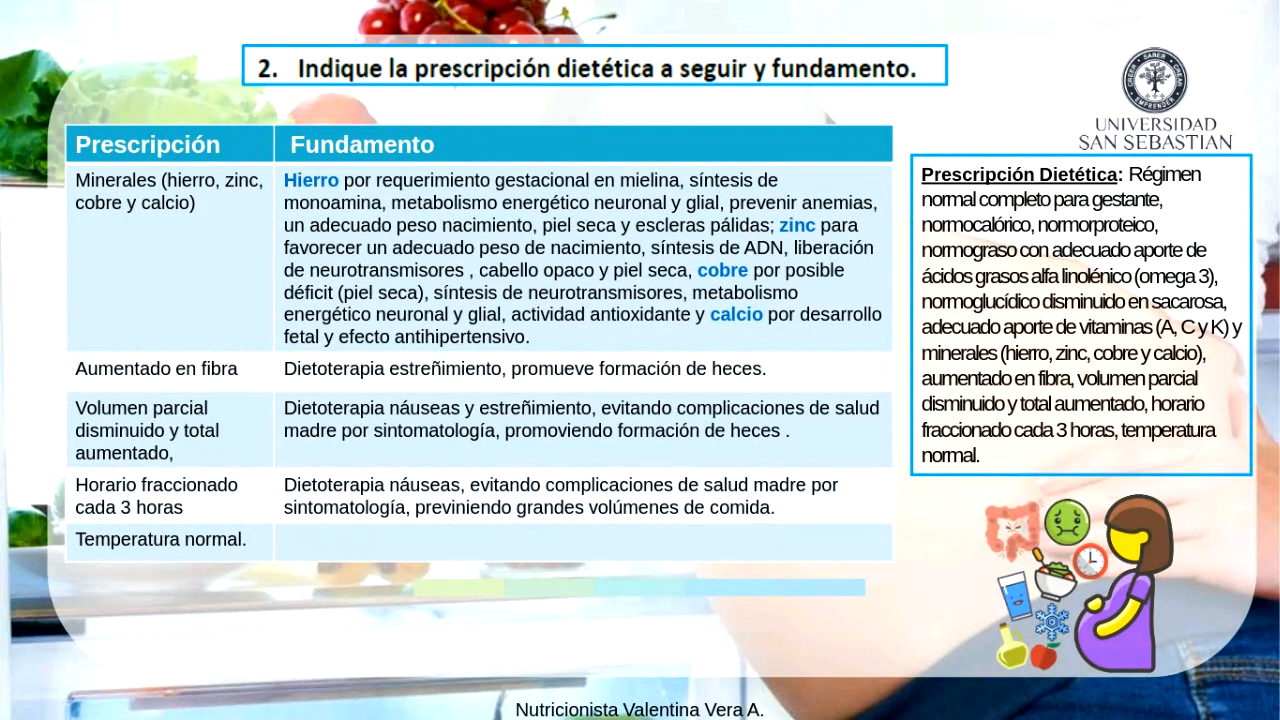 2. Indique la prescripción dietética a seguir y fundamento.
CREER SABER CREAR
EMPRENDER
UNIVERSIDAD
SAN SEBASTIAN
Prescripción
Fundamento
Minerales (hierro, zinc,
cobre y calcio)
Hierro por requerimiento gestacional en mielina, síntesis de
monoamina, metabolismo energético neuronal y glial, prevenir anemias,
un adecuado peso nacimiento, piel seca y escleras pálidas; zinc para
favorecer un adecuado peso de nacimiento, síntesis de ADN, liberación
de neurotransmisores , cabello opaco y piel seca, cobre por posible
déficit (piel seca), síntesis de neurotransmisores, metabolismo
energético neuronal y glial, actividad antioxidante y calcio por desarrollo
fetal y efecto antihipertensivo.
Aumentado en fibra
Dietoterapia estreñimiento, promueve formación de heces.
Volumen parcial
disminuido y total
aumentado,
Dietoterapia náuseas y estreñimiento, evitando complicaciones de salud
madre por sintomatología, promoviendo formación de heces .
Horario fraccionado
cada 3 horas
Dietoterapia náuseas, evitando complicaciones de salud madre por
sintomatología, previniendo grandes volúmenes de comida.
Temperatura normal.
Prescripción Dietética: Régimen
normal completo para gestante,
normocalórico, normorproteico,
normograso con adecuado aporte de
ácidos grasos alfa linolénico (omega 3),
normoglucídico disminuido en sacarosa,
adecuado aporte de vitaminas (A, C y K) y
minerales (hierro, zinc, cobre y calcio),
aumentado en fibra, volumen parcial
disminuido y total aumentado, horario
fraccionado cada 3 horas, temperatura
normal.
Nutricionista Valentina Vera A.